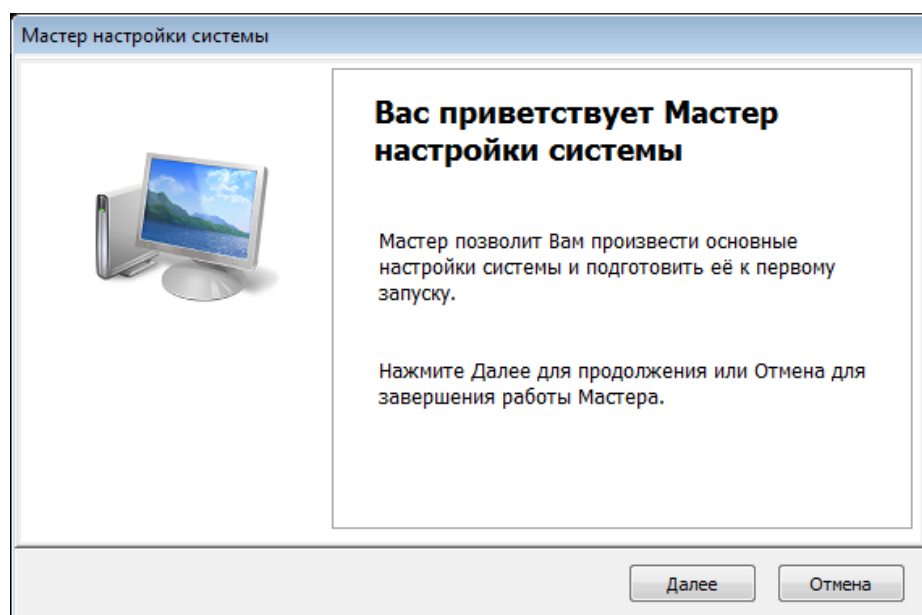 Мастер настройки системы
Вас приветствует Мастер
настройки системы
Мастер позволит Вам произвести основные
настройки системы и подготовить её к первому
запуску.
Нажмите Далее для продолжения или Отмена для
завершения работы Мастера.
Далее
Отмена